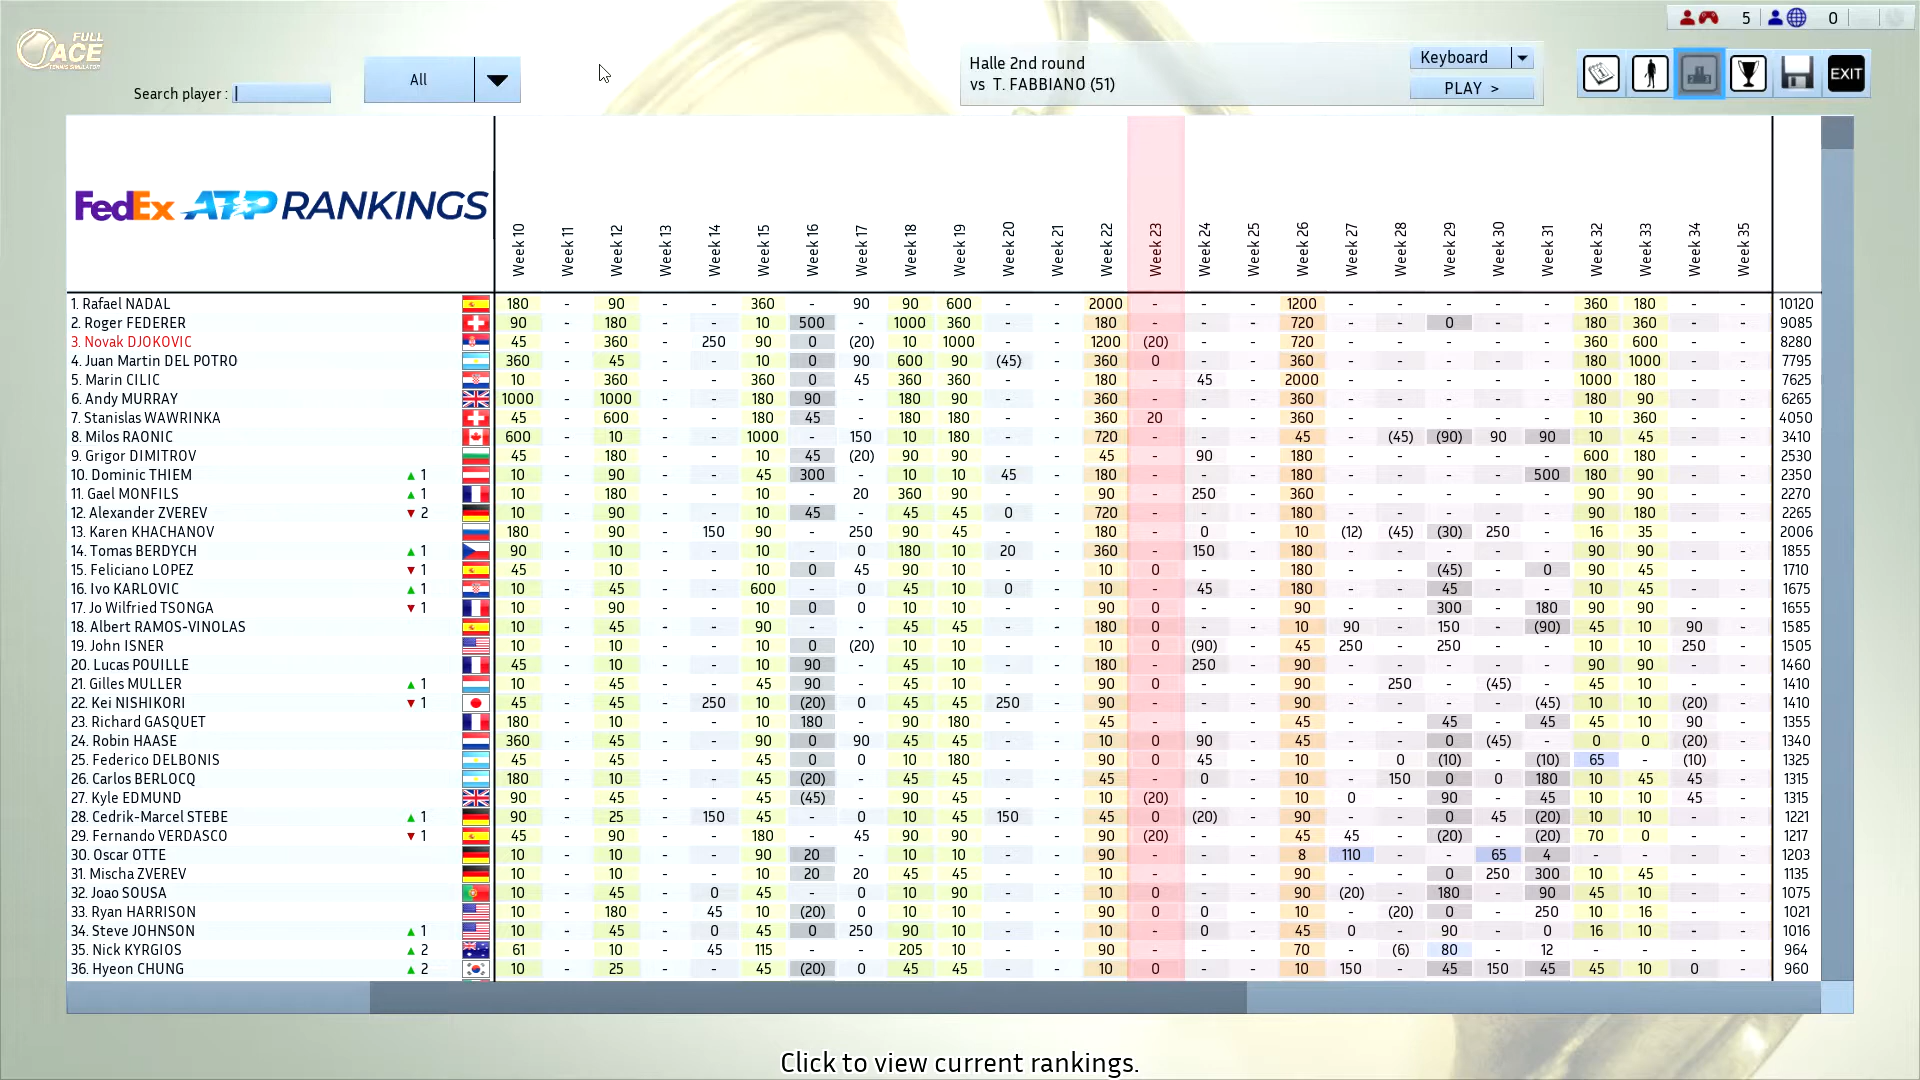 FULL
ACE
TENNIS SIMULATOR
5 0
Search player :
All
Halle 2nd round
vs T. FABBIANO (51)
Keyboard
PLAY >
EXIT
FedEx ATP RANKINGS
Week 10 Week 11 Week 12 Week 13 Week 14 Week 15 Week 16 Week 17 Week 18 Week 19 Week 20 Week 21 Week 22 Week 23 Week 24 Week 25 Week 26 Week 27 Week 28 Week 29 Week 30 Week 31 Week 32 Week 33 Week 34 Week 35
1. Rafael NADAL 180 - 90 - - 360 - 90 90 600 - - 2000 - - - 1200 - - - - - 360 180 - - 10120
2. Roger FEDERER 90 - 180 - - 10 500 - 1000 360 - - 180 - - - 720 - - 0 - - 180 360 - - 9085
3. Novak DJOKOVIC 45 - 360 - 250 90 0 (20) 10 1000 - - 1200 (20) - - 720 - - - - - 360 600 - - 8280
4. Juan Martin DEL POTRO 360 - 45 - - 10 0 90 600 90 (45) - 360 0 - - 360 - - - - - 180 1000 - - 7795
5. Marin CILIC 10 - 360 - - 360 0 45 360 360 - - 180 - 45 - 2000 - - - - - 1000 180 - - 7625
6. Andy MURRAY 1000 - 1000 - - 180 90 - 180 90 - - 360 - - - 360 - - - - - 180 90 - - 6265
7. Stanislas WAWRINKA 45 - 600 - - 180 45 - 180 180 - - 360 20 - - 360 - - - - - 10 360 - - 4050
8. Milos RAONIC 600 - 10 - - 1000 - 150 10 180 - - 720 - - - 45 - (45) (90) 90 90 10 45 - - 3410
9. Grigor DIMITROV 45 - 180 - - 10 45 (20) 90 90 - - 45 - 90 - 180 - - - - - 600 180 - - 2530
10. Dominic THIEM 1 10 - 90 - - 45 300 - 10 10 45 - 180 - - - 180 - - - - 500 180 90 - - 2350
11. Gael MONFILS 1 10 - 180 - - 10 - 20 360 90 - - 90 - 250 - 360 - - - - - 90 90 - - 2270
12. Alexander ZVEREV 2 10 - 90 - - 10 45 - 45 45 0 - 720 - - - 180 - - - - - 90 180 - - 2265
13. Karen KHACHANOV 180 - 90 - 150 90 - 250 90 45 - - 180 - 0 - 10 (12) (45) (30) 250 - 16 35 - - 2006
14. Tomas BERDYCH 1 90 - 10 - - 10 - 0 180 10 20 - 360 - 150 - 180 - - - - - 90 90 - - 1855
15. Feliciano LOPEZ 1 45 - 10 - - 10 0 45 90 10 - - 10 0 - - 180 - - (45) - 0 90 45 - - 1710
16. Ivo KARLOVIC 1 10 - 45 - - 600 - 0 45 10 0 - 10 - 45 - 180 - - 45 - - 10 45 - - 1675
17. Jo Wilfried TSONGA 1 10 - 90 - - 10 0 0 10 10 - - 90 0 - - 90 - - 300 - 180 90 90 - - 1655
18. Albert RAMOS-VINOLAS 10 - 45 - - 90 - - 45 45 - - 180 0 - - 10 90 - 150 - (90) 45 10 90 - 1585
19. John ISNER 10 - 10 - - 10 0 (20) 10 10 - - 10 0 (90) - 45 250 - 250 - - 10 10 250 - 1505
20. Lucas POUILLE 45 - 10 - - 10 90 - 45 10 - - 180 - 250 - 90 - - - - - 90 90 - - 1460
21. Gilles MULLER 1 10 - 45 - - 45 90 - 45 10 - - 90 0 - - 90 - 250 - (45) - 45 10 - - 1410
22. Kei NISHIKORI 1 45 - 45 - 250 10 (20) 0 45 45 250 - 90 - - - 90 - - - - (45) 10 10 (20) - 1410
23. Richard GASQUET 180 - 10 - - 10 180 - 90 180 - - 45 - - - 45 - - 45 - 45 45 10 90 - 1355
24. Robin HAASE 360 - 45 - - 90 0 90 45 45 - - 10 0 90 - 45 - - 0 (45) - 0 0 (20) - 1340
25. Federico DELBONIS 45 - 45 - - 45 0 0 10 180 - - 90 0 45 - 10 - 0 (10) - (10) 65 - (10) - 1325
26. Carlos BERLOCQ 180 - 10 - - 45 (20) - 10 45 - - 45 - 0 - 10 - 150 0 0 180 10 45 45 - 1315
27. Kyle EDMUND 90 - 45 - - 45 (45) - 90 45 - - 10 (20) - - 10 0 - 90 - 45 10 10 45 - 1315
28. Cedrik-Marcel STEBE 1 90 - 25 - 150 45 - 0 10 45 150 - 45 0 (20) - 90 - - 0 45 (20) 10 10 - - 1221
29. Fernando VERDASCO 1 45 - 90 - - 180 - 45 90 90 - - 90 (20) - - 45 45 - (20) - (20) 70 0 - - 1217
30. Oscar OTTE 10 - 10 - - 90 20 - 10 10 - - 90 - - - 8 110 - - 65 4 - - - - 1203
31. Mischa ZVEREV 10 - 10 - - 10 20 20 45 45 - - 10 - - - 90 - - 0 250 300 10 45 - - 1135
32. Joao SOUSA 10 - 45 - 0 45 - 0 10 90 - - 10 0 - - 90 (20) - 180 - 90 45 10 - - 1075
33. Ryan HARRISON 10 - 180 - 45 10 (20) 0 10 10 - - 90 0 0 - 10 - (20) 0 - 250 10 16 - - 1021
34. Steve JOHNSON 1 10 - 45 - 0 45 0 250 90 10 - - 10 - 0 - 45 0 - 90 - 0 16 10 - - 1016
35. Nick KYRGIOS 2 61 - 10 - 45 115 - - 205 10 - - 90 - - - 70 - (6) 80 - 12 - - - - 964
36. Hyeon CHUNG 2 10 - 25 - - 45 (20) 0 45 45 - - 10 0 - - 10 150 - 45 150 45 45 10 0 - 960
Click to view current rankings.